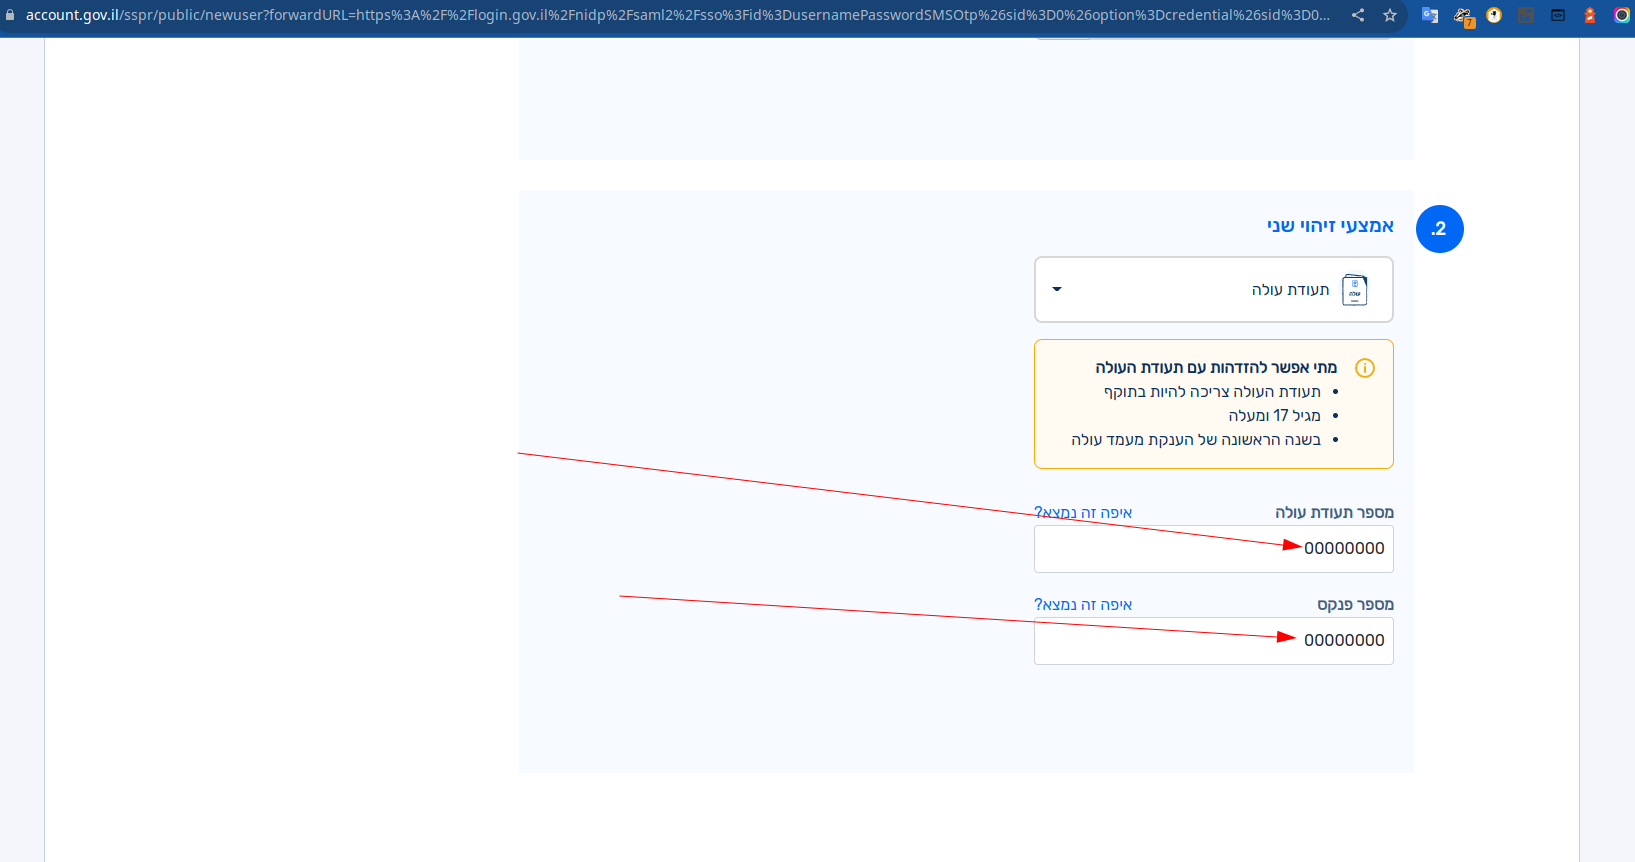 account.gov.il/sspr/public/newuser?forwardURL=https%3A%2F%2Flogin.gov.il%2Fnidp%2Fsaml2%2Fsso%3Fid%3DusernamePasswordSMSOtp%26sid%3D0%26option%3Dcredential%26sid%3D0...
7
.2
אמצעי זיהוי שני
עולה
תעודת עולה
מתי אפשר להזדהות עם תעודת העולה
• תעודת העולה צריכה להיות בתוקף
• מגיל 17 ומעלה
• בשנה הראשונה של הענקת מעמד עולה
מספר תעודת עולה
איפה זה נמצא?
00000000
מספר פנקס
איפה זה נמצא?
00000000